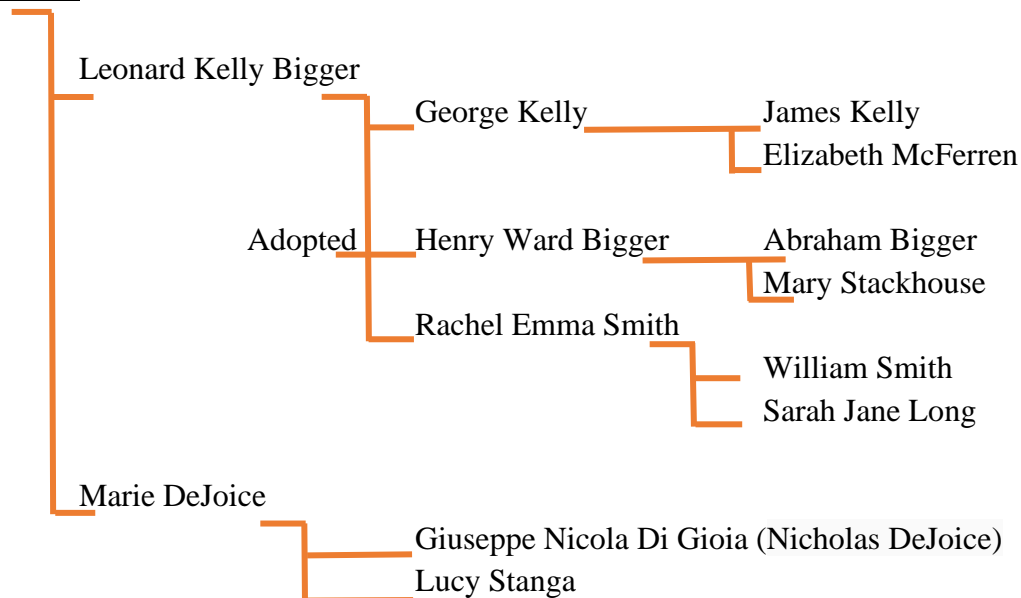 Leonard Kelly Bigger
George Kelly
James Kelly
Elizabeth McFerren
Adopted
Henry Ward Bigger
Abraham Bigger
Mary Stackhouse
Rachel Emma Smith
William Smith
Sarah Jane Long
Marie DeJoice
Giuseppe Nicola Di Gioia (Nicholas DeJoice)
Lucy Stanga